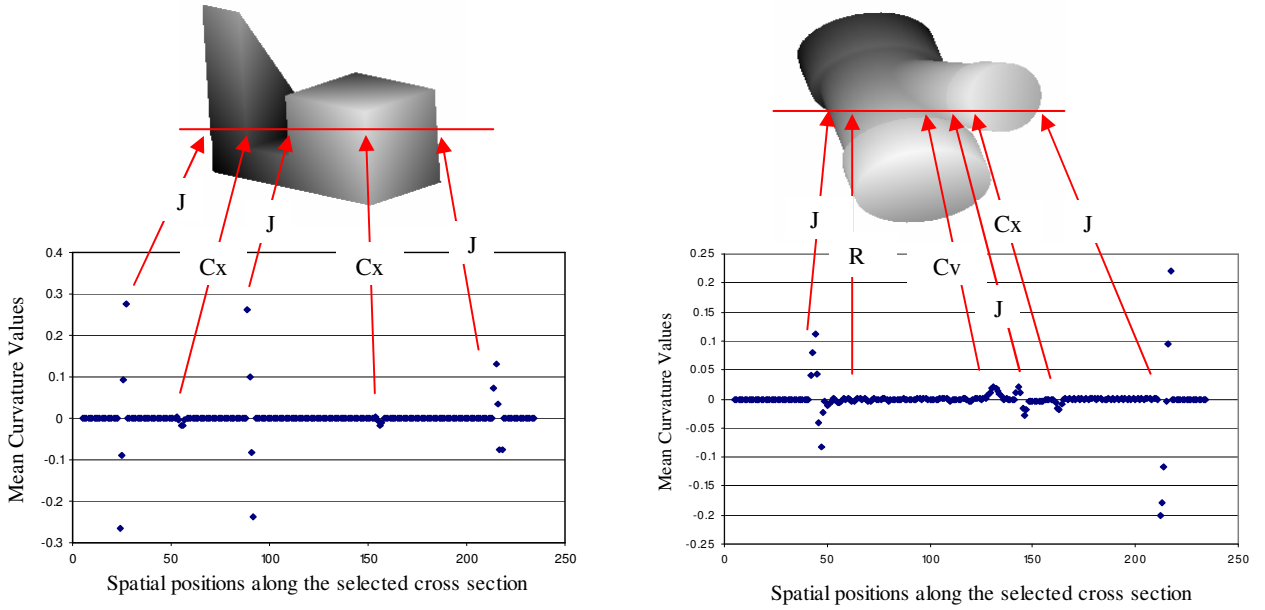 J
J
Cx
Cx
J
0.4
0.3
0.2
0.1
0
-0.1
-0.2
-0.3
0
50
100
150
200
250
Mean Curvature Values
Spatial positions along the selected cross section
J
R
Cv
Cx
J
J
0.25
0.2
0.15
0.1
0.05
0
-0.05
-0.1
-0.15
-0.2
-0.25
0
50
100
150
200
250
Mean Curvature Values
Spatial positions along the selected cross section